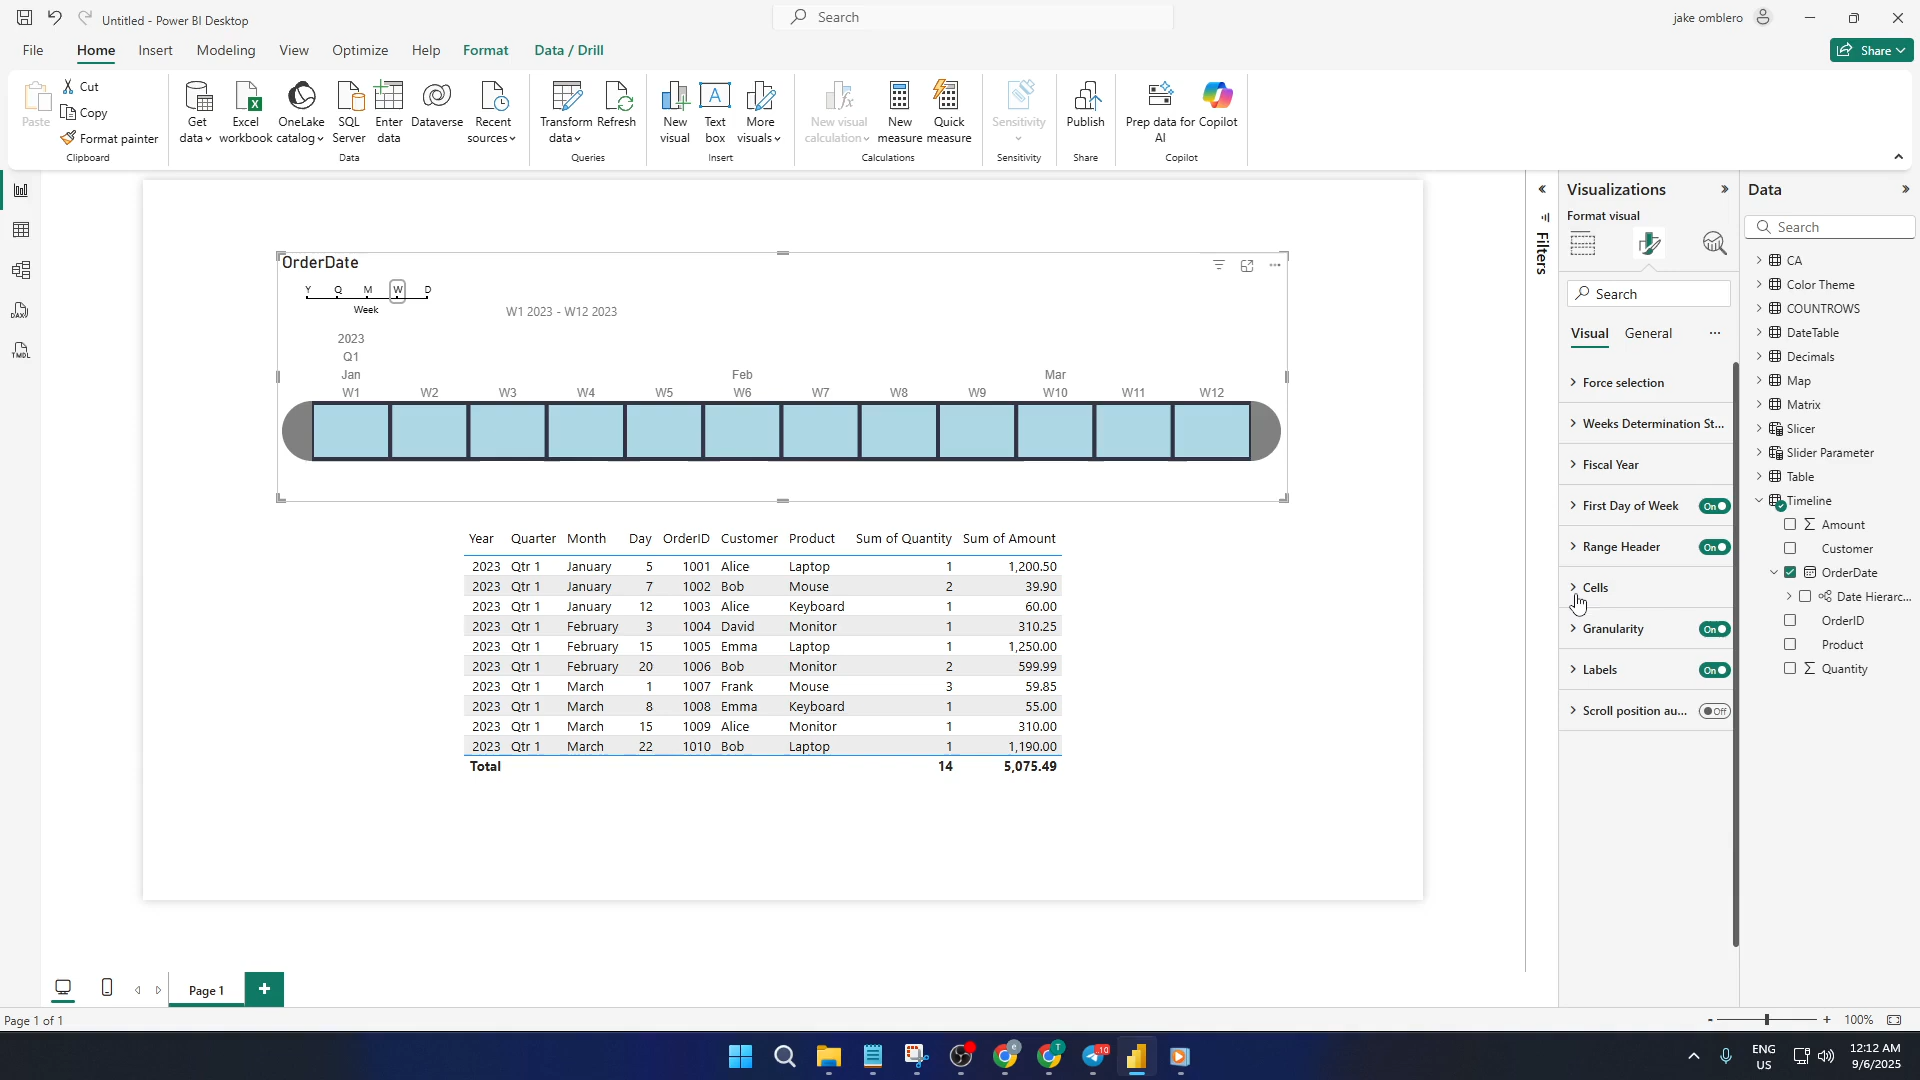 Untitled - Power BI Desktop
Search
jake omblero
File Home Insert Modeling View Optimize Help Format Data / Drill
Share
Paste
Cut
Copy
Format painter
Clipboard
Get data
Excel workbook
OneLake catalog
SQL Server
Enter data
Dataverse
Recent sources
Data
Transform data
Refresh
Queries
New visual
A
Text box
More visuals
Insert
New visual calculation
New measure
Quick measure
Calculations
Sensitivity
Sensitivity
Publish
Share
Prep data for AI
Copilot
Copilot
DAX
TMDL
OrderDate
Y Q M W D
Week
W1 2023 - W12 2023
2023
Q1
Jan Feb Mar
W1 W2 W3 W4 W5 W6 W7 W8 W9 W10 W11 W12
Year Quarter Month Day OrderID Customer Product Sum of Quantity Sum of Amount
2023 Qtr 1 January 5 1001 Alice Laptop 1 1,200.50
2023 Qtr 1 January 7 1002 Bob Mouse 2 39.90
2023 Qtr 1 January 12 1003 Alice Keyboard 1 60.00
2023 Qtr 1 February 3 1004 David Monitor 1 310.25
2023 Qtr 1 February 15 1005 Emma Laptop 1 1,250.00
2023 Qtr 1 February 20 1006 Bob Monitor 2 599.99
2023 Qtr 1 March 1 1007 Frank Mouse 3 59.85
2023 Qtr 1 March 8 1008 Emma Keyboard 1 55.00
2023 Qtr 1 March 15 1009 Alice Monitor 1 310.00
2023 Qtr 1 March 22 1010 Bob Laptop 1 1,190.00
Total 14 5,075.49
Filters
Visualizations
Format visual
Search
Visual General
Force selection
Weeks Determination St...
Fiscal Year
First Day of Week On
Range Header On
Cells
Granularity On
Labels On
Scroll position au... Off
Data
Search
CA
Color Theme
COUNTROWS
DateTable
Decimals
Map
Matrix
Slicer
Slider Parameter
Table
Timeline
Amount
Customer
OrderDate
Date Hierarc...
OrderID
Product
Quantity
Page 1
Page 1 of 1
100%
10
ENG
US
12:12 AM
9/6/2025